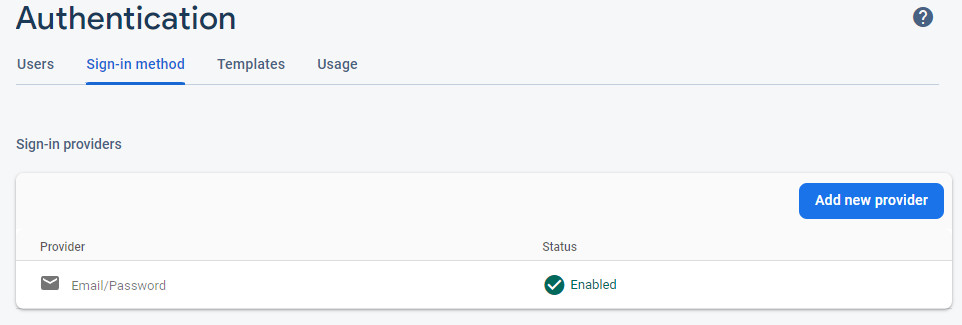 Authentication
Users Sign-in method Templates Usage
Sign-in providers
Add new provider
Provider Status
Email/Password Enabled